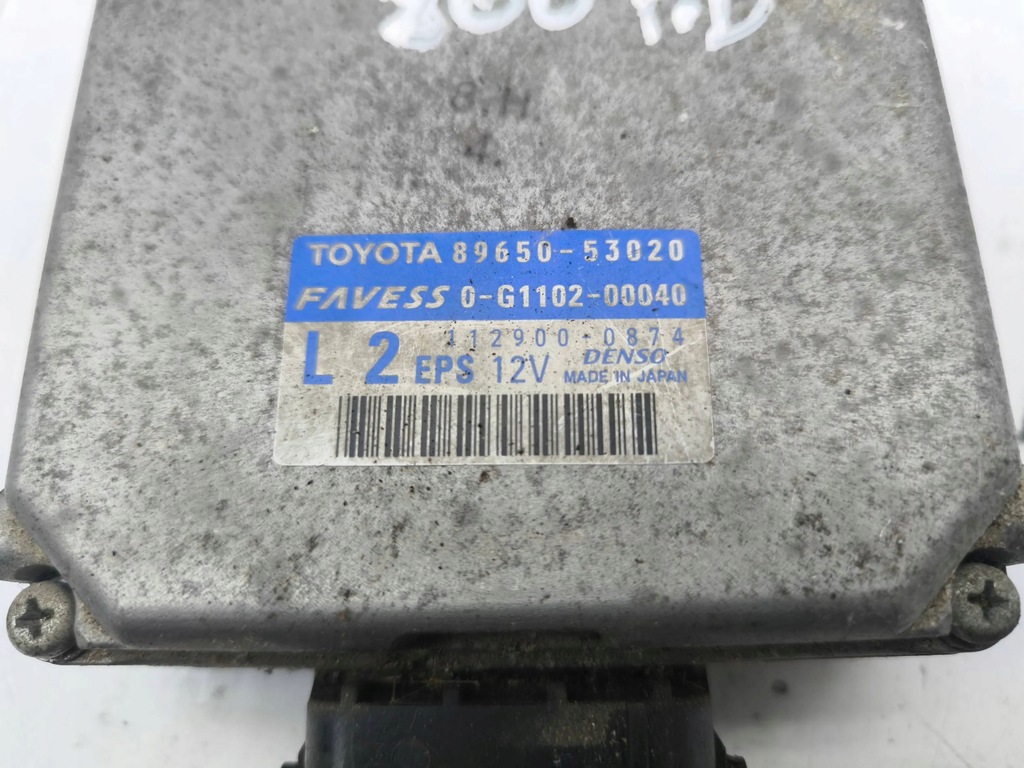 TOYOTA 89650-53020
FAVESS 0-G1102-00040
112900-0874
L 2 EPS 12V DENSO
MADE IN JAPAN